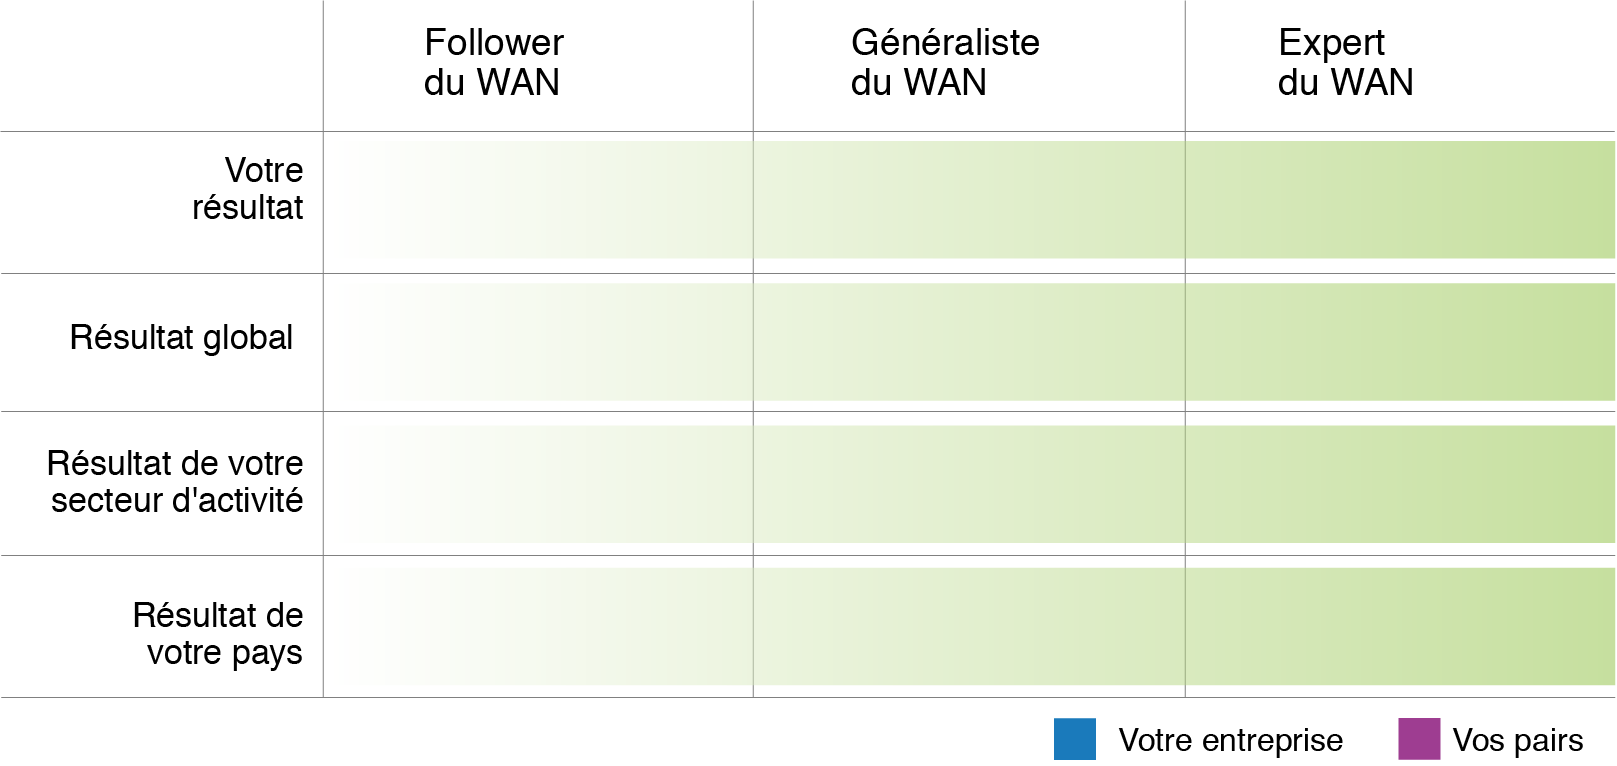 Follower
du WAN
Généraliste
du WAN
Expert
du WAN
Votre
résultat
Résultat global
Résultat de votre
secteur d'activité
Résultat de
votre pays
Votre entreprise
Vos pairs